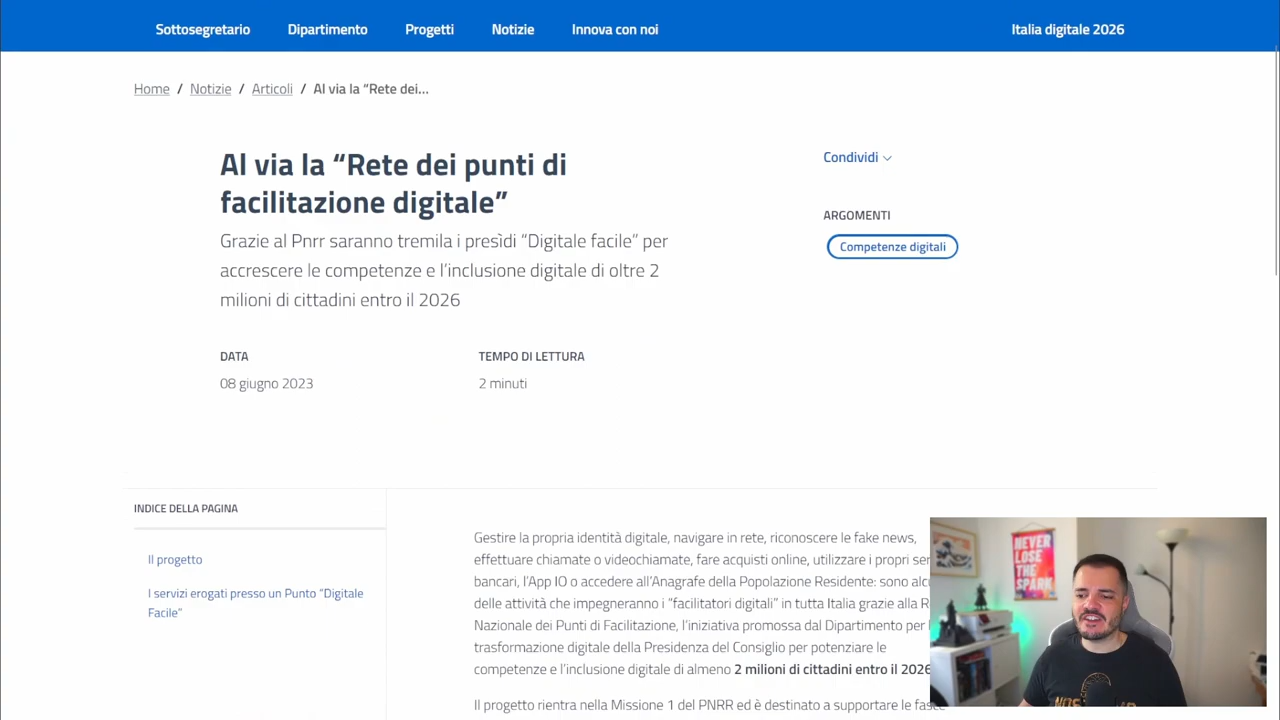 Sottosegretario Dipartimento Progetti Notizie Innova con noi Italia digitale 2026
Home / Notizie / Articoli / Al via la “Rete dei...
Al via la “Rete dei punti di
facilitazione digitale”
Grazie al Pnrr saranno tremila i presìdi “Digitale facile” per
accrescere le competenze e l’inclusione digitale di oltre 2
milioni di cittadini entro il 2026
Condividi
ARGOMENTI
Competenze digitali
DATA
08 giugno 2023
TEMPO DI LETTURA
2 minuti
INDICE DELLA PAGINA
Il progetto
I servizi erogati presso un Punto “Digitale
Facile”
Gestire la propria identità digitale, navigare in rete, riconoscere le fake news,
effettuare chiamate o videochiamate, fare acquisti online, utilizzare i propri
bancari, l’App IO o accedere all’Anagrafe della Popolazione Residente: sono
delle attività che impegneranno i “facilitatori digitali” in tutta Italia grazie alla
Nazionale dei Punti di Facilitazione, l’iniziativa promossa dal Dipartimento per
trasformazione digitale della Presidenza del Consiglio per potenziare le
competenze e l’inclusione digitale di almeno 2 milioni di cittadini entro il 2026
Il progetto rientra nella Missione 1 del PNRR ed è destinato a supportare le
NEVER
LOSE
THE
SPARK